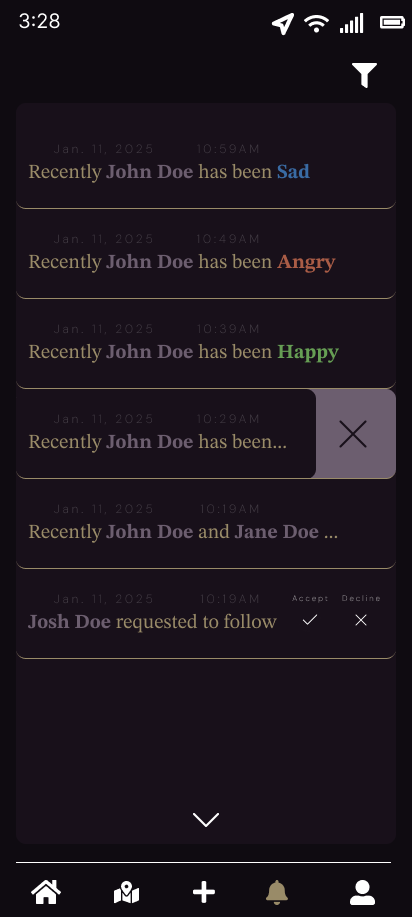 3:28
Jan. 11, 2025 10:59AM
Recently John Doe has been Sad
Jan. 11, 2025 10:49AM
Recently John Doe has been Angry
Jan. 11, 2025 10:39AM
Recently John Doe has been Happy
Jan. 11, 2025 10:29AM
Recently John Doe has been...
Jan. 11, 2025 10:19AM
Recently John Doe and Jane Doe ...
Jan. 11, 2025 10:19AM Accept Decline
Josh Doe requested to follow